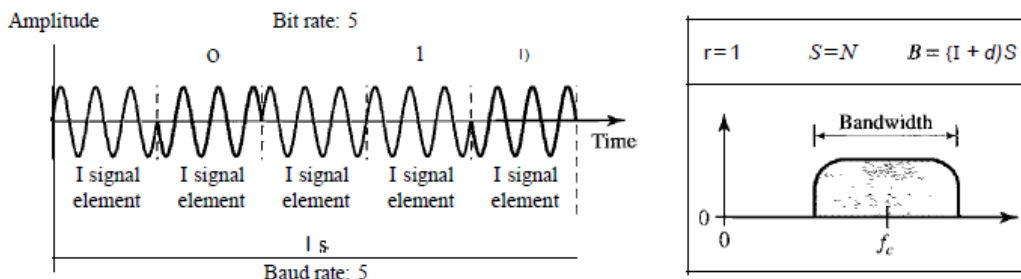 Amplitude Bit rate: 5
0 1 I)
Time
I signal element I signal element I signal element I signal element I signal element
I s
Baud rate: 5
r=1 S=N B = (I + d)S
Bandwidth
0
0 fc